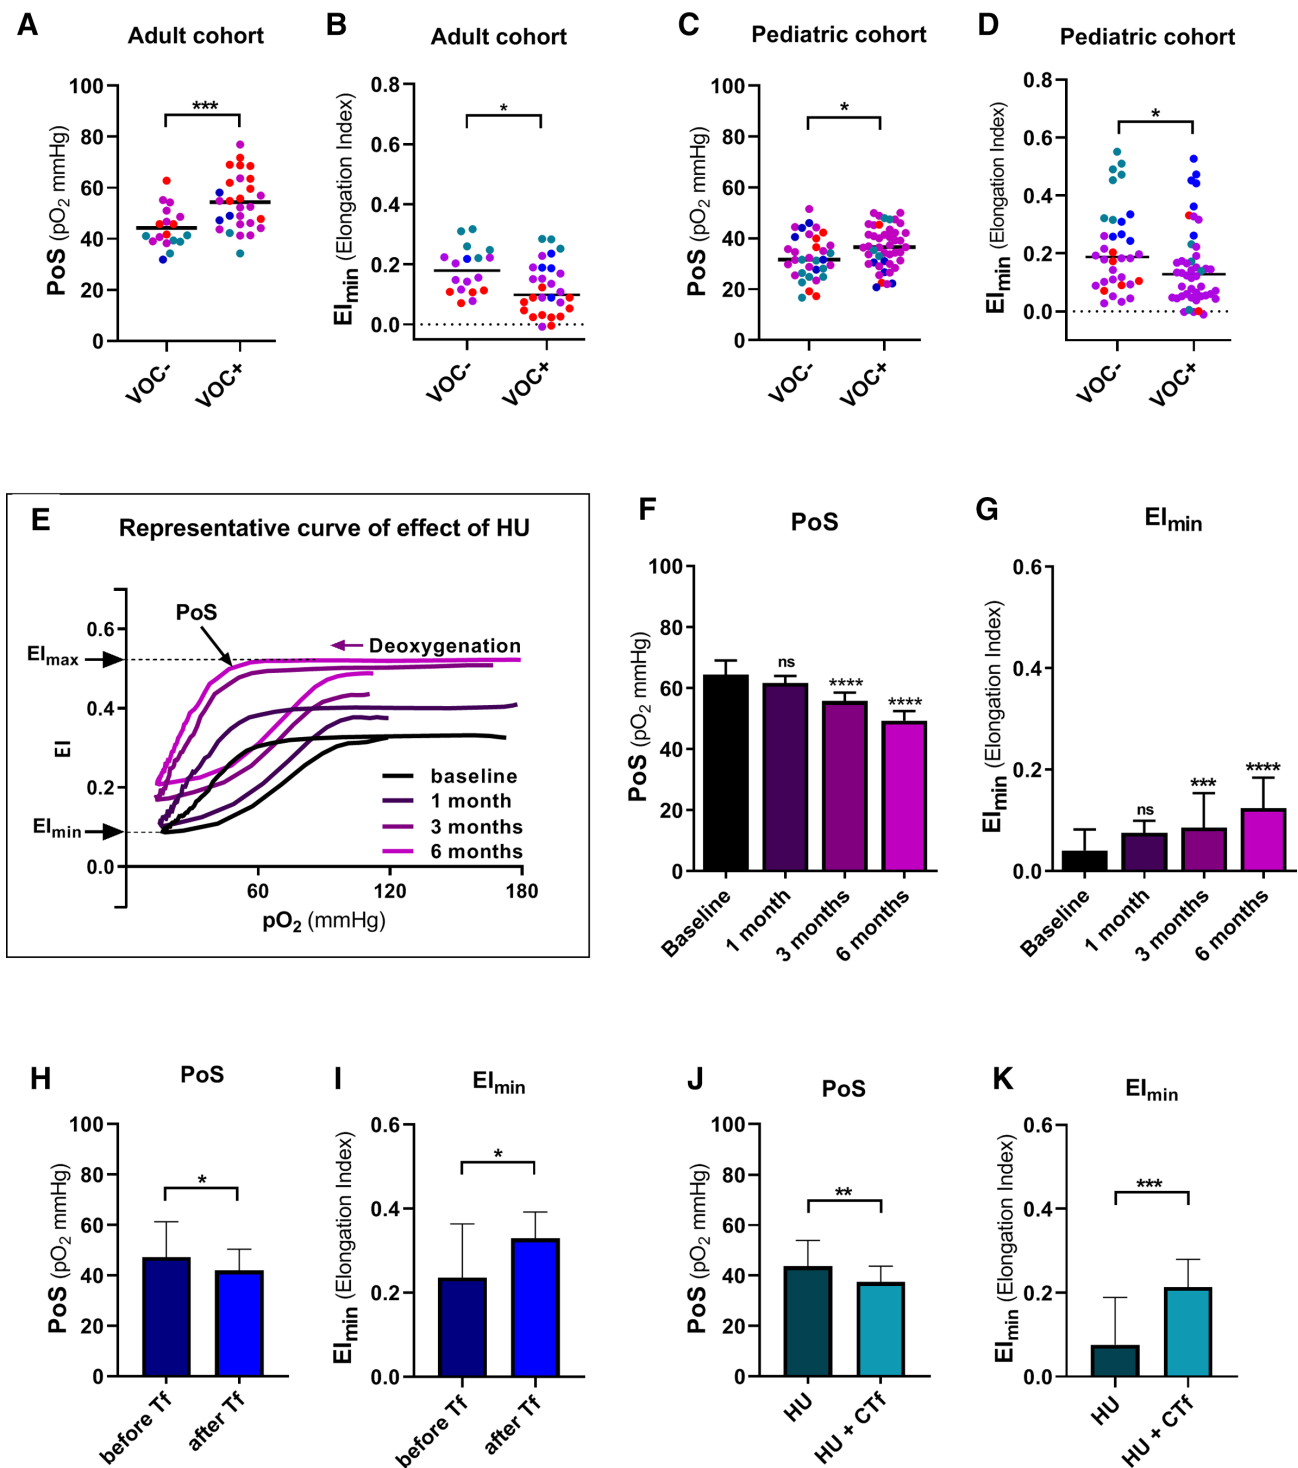 A
Adult cohort
PoS (pO2 mmHg)
100
80
60
40
20
0
***
VOC-
VOC+
B
Adult cohort
EImin (Elongation Index)
0.8
0.6
0.4
0.2
0.0
*
VOC-
VOC+
C
Pediatric cohort
PoS (pO2 mmHg)
100
80
60
40
20
0
*
VOC-
VOC+
D
Pediatric cohort
EImin (Elongation Index)
0.8
0.6
0.4
0.2
0.0
*
VOC-
VOC+
E
Representative curve of effect of HU
PoS
Deoxygenation
EImax
EImin
EI
0.6
0.4
0.2
0.0
baseline
1 month
3 months
6 months
60
120
180
pO2 (mmHg)
F
PoS
PoS (pO2 mmHg)
100
80
60
40
20
0
ns
****
****
Baseline
1 month
3 months
6 months
G
EImin
EImin (Elongation Index)
0.6
0.4
0.2
0.0
ns
***
****
Baseline
1 month
3 months
6 months
H
PoS
PoS (pO2 mmHg)
100
80
60
40
20
0
*
before Tf
after Tf
I
EImin
EImin (Elongation Index)
0.6
0.4
0.2
0.0
*
before Tf
after Tf
J
PoS
PoS (pO2 mmHg)
100
80
60
40
20
0
**
HU
HU + CTf
K
EImin
EImin (Elongation Index)
0.6
0.4
0.2
0.0
***
HU
HU + CTf